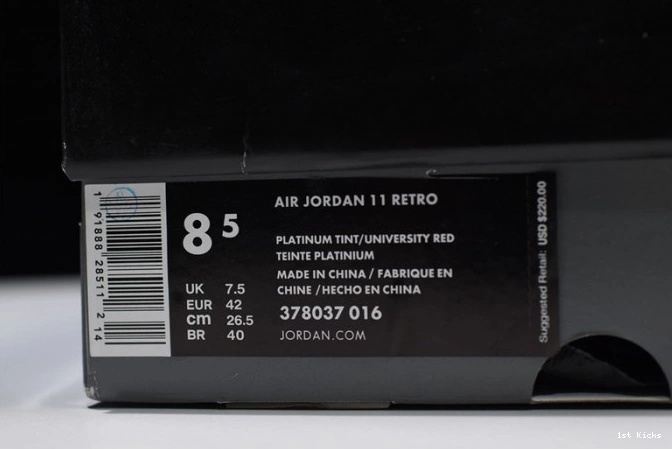 AIR JORDAN 11 RETRO
8 5
PLATINUM TINT/UNIVERSITY RED
TEINTE PLATINIUM
MADE IN CHINA / FABRIQUE EN
CHINE /HECHO EN CHINA
378037 016
JORDAN.COM
UK 7.5
EUR 42
cm 26.5
BR 40
1 91888 28511 2 14
Suggested Retail: USD $220.00
1st Kicks